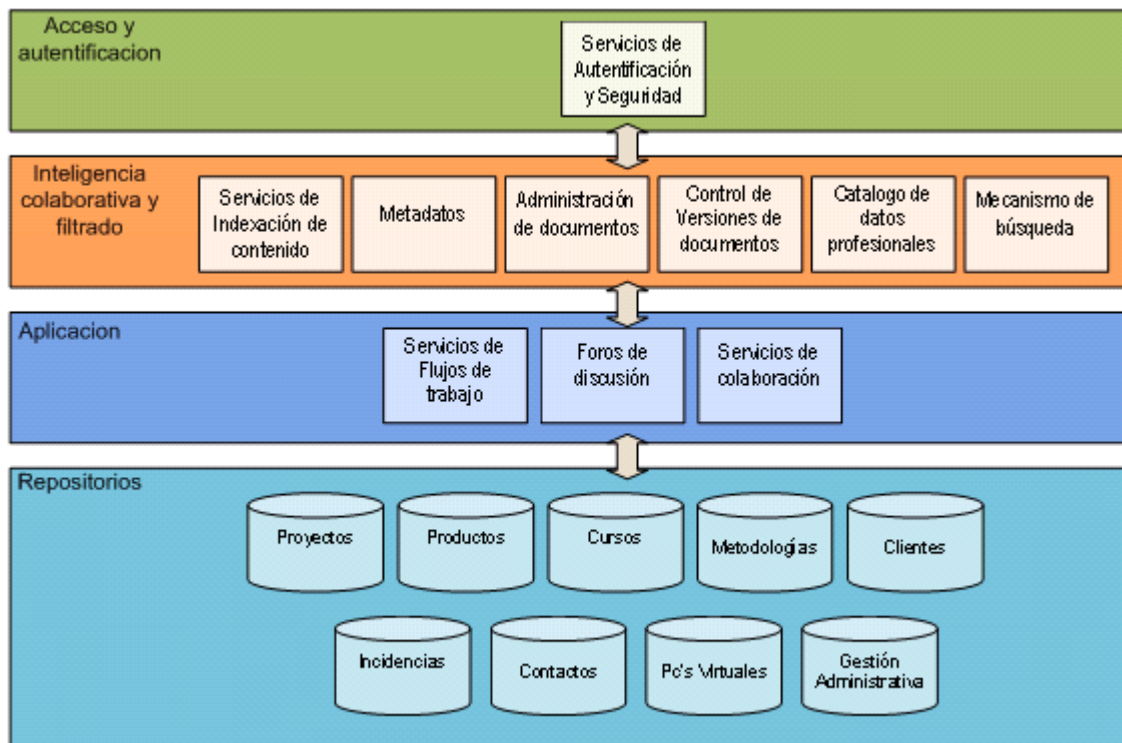 Acceso y
autentificacion
Servicios de
Autentificación
y Seguridad
Inteligencia
colaborativa y
filtrado
Servicios de
Indexación de
contenido
Metadatos
Administración
de documentos
Control de
Versiones de
documentos
Catalogo de
datos
profesionales
Mecanismo de
búsqueda
Aplicacion
Servicios de
Flujos de
trabajo
Foros de
discusión
Servicios de
colaboración
Repositorios
Proyectos
Productos
Cursos
Metodologías
Clientes
Incidencias
Contactos
Pc's Virtuales
Gestión
Administrativa